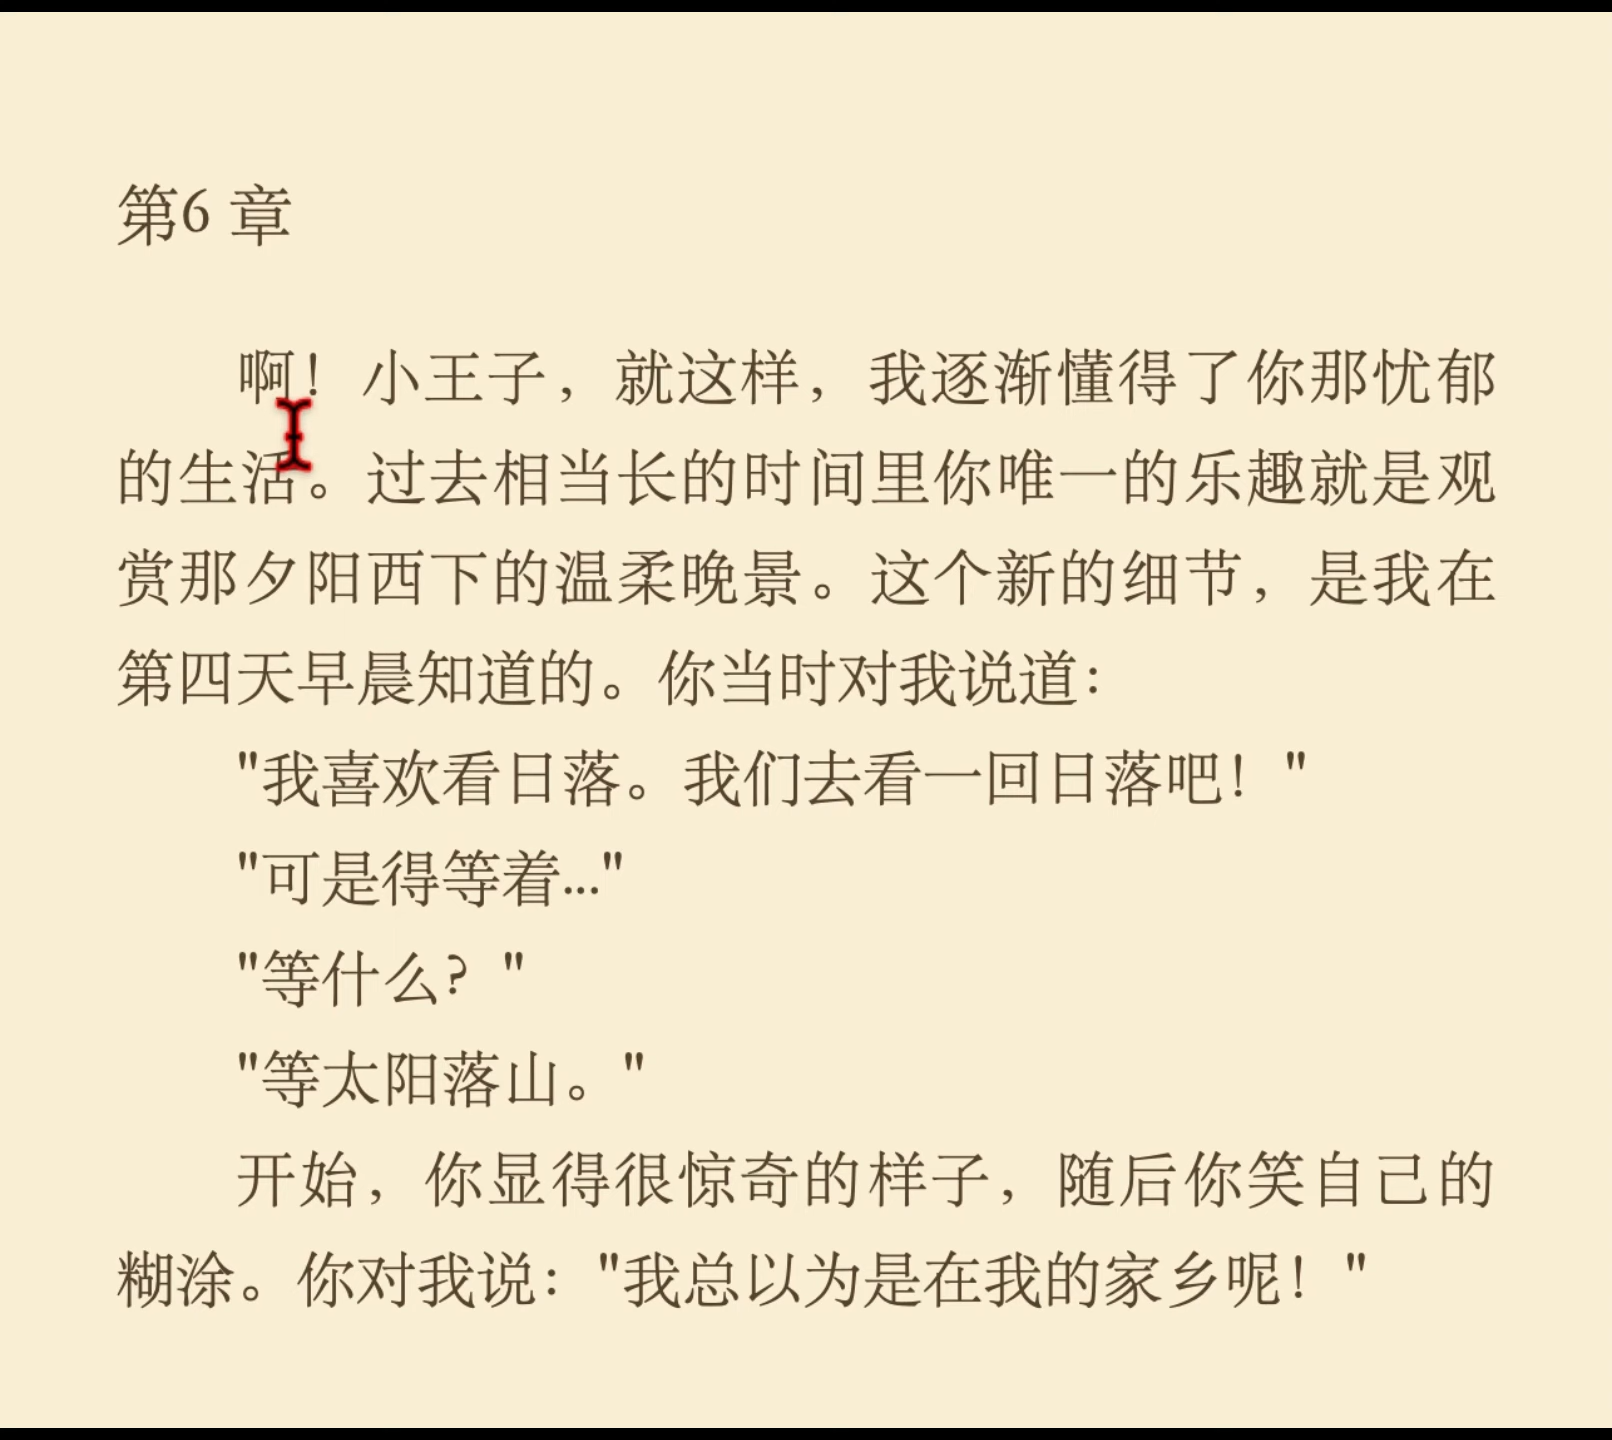 第6 章
啊！小王子，就这样，我逐渐懂得了你那忧郁
的生活。过去相当长的时间里你唯一的乐趣就是观
赏那夕阳西下的温柔晚景。这个新的细节，是我在
第四天早晨知道的。你当时对我说道：
"我喜欢看日落。我们去看一回日落吧！"
"可是得等着..."
"等什么？"
"等太阳落山。"
开始，你显得很惊奇的样子，随后你笑自己的
糊涂。你对我说："我总以为是在我的家乡呢！"